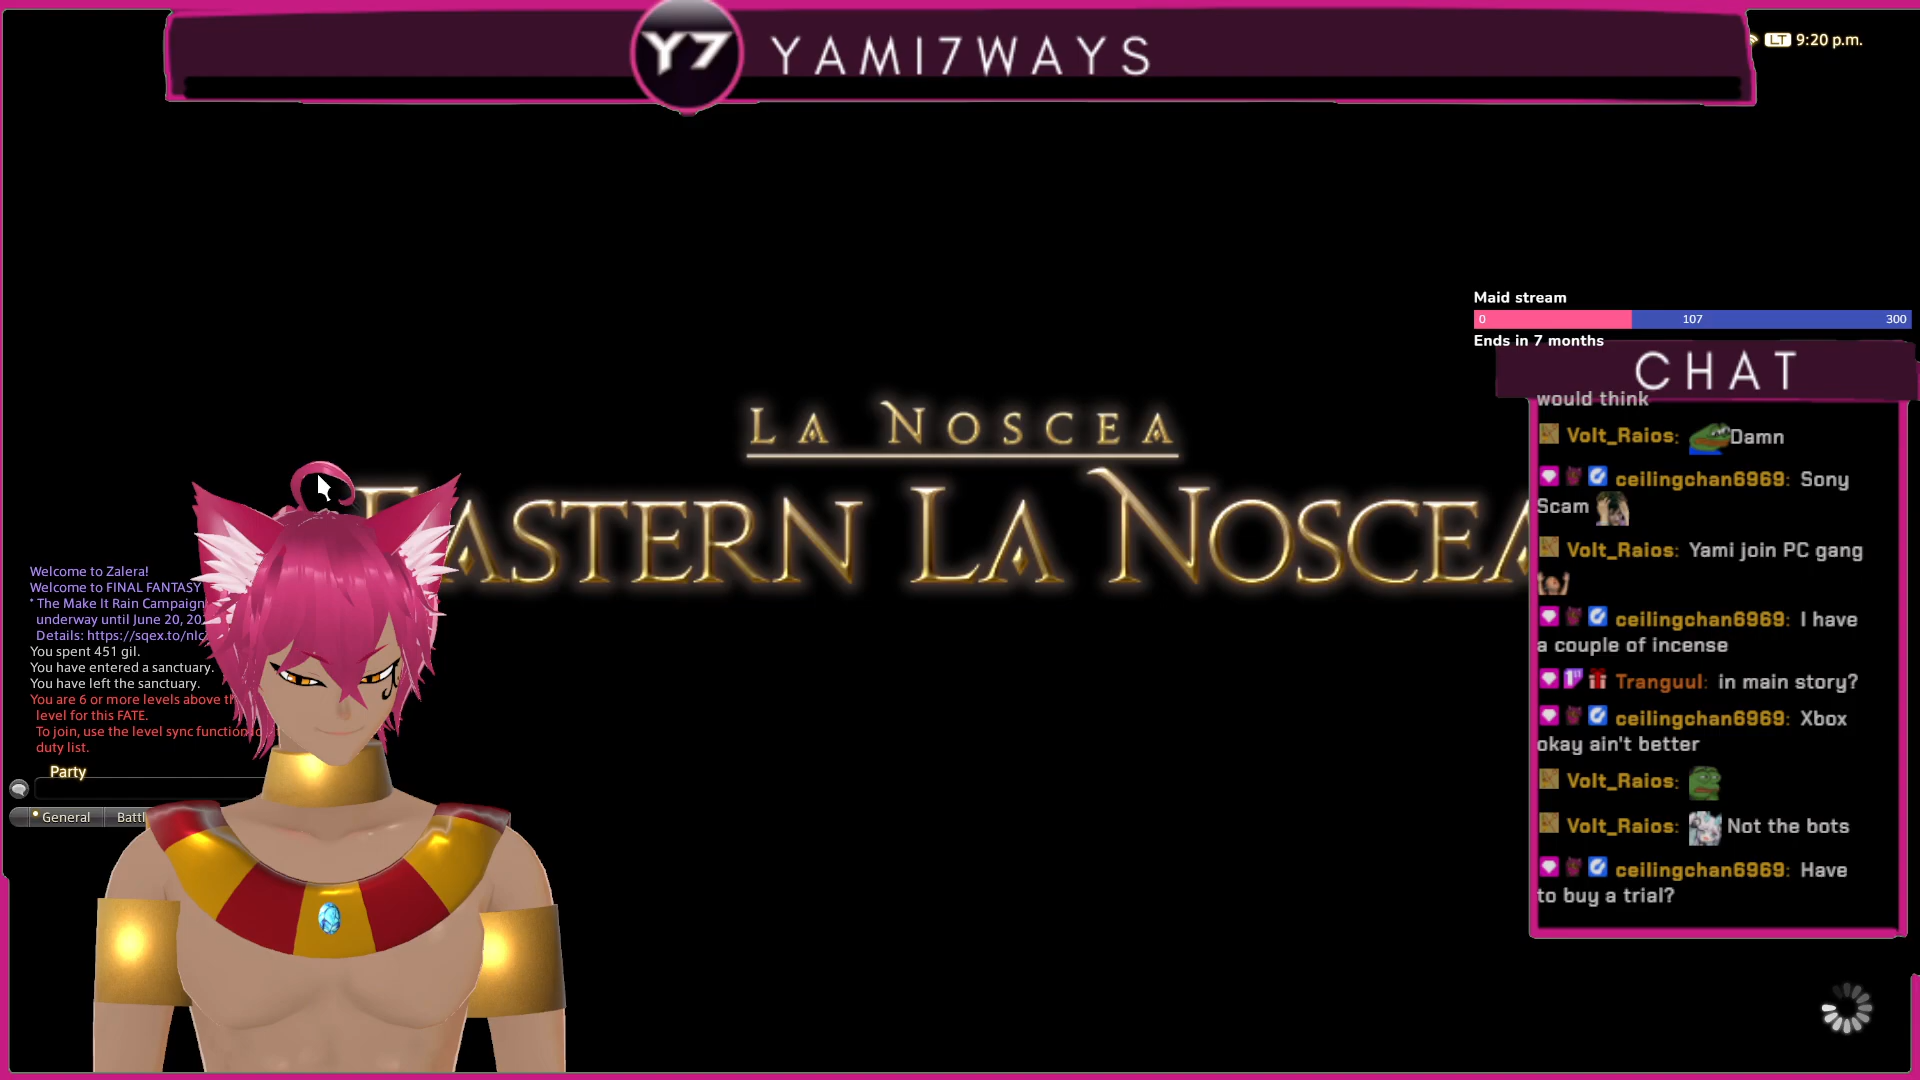 Y7 YAMI7WAYS
LT 9:20 p.m.
Maid stream
0 107 300
Ends in 7 months
CHAT
would think
Volt_Raios: Damn
ceilingchan6969: Sony
Scam
Volt_Raios: Yami join PC gang
ceilingchan6969: I have
a couple of incense
Tranguul: in main story?
ceilingchan6969: Xbox
okay ain't better
Volt_Raios:
Volt_Raios: Not the bots
ceilingchan6969: Have
to buy a trial?
LA NOSCEA
EASTERN LA NOSCEA
Welcome to Zalera!
Welcome to FINAL FANTASY
* The Make It Rain Campaign
underway until June 20, 20
Details: https://sqex.to/nlc
You spent 451 gil.
You have entered a sanctuary.
You have left the sanctuary.
You are 6 or more levels above th
level for this FATE.
To join, use the level sync function
duty list.
Party
General Battl